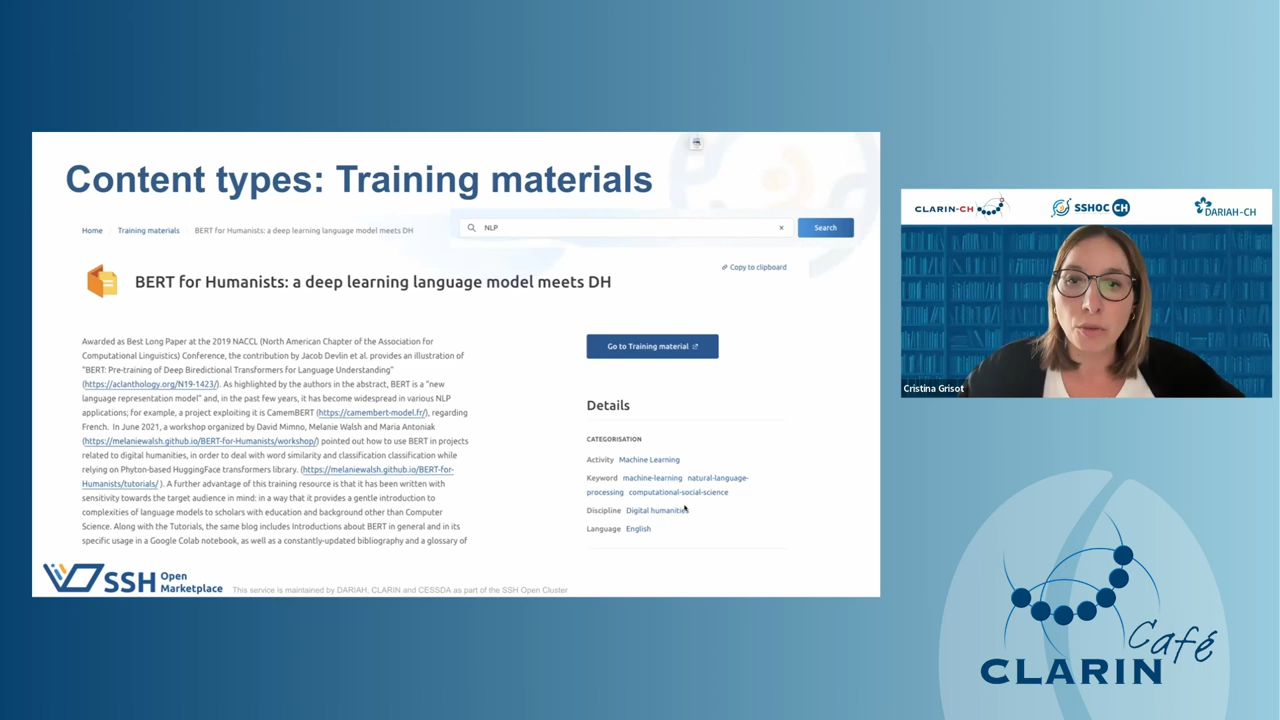 Content types: Training materials
Home Training materials BERT for Humanists: a deep learning language model meets DH
NLP × Search
Copy to clipboard
BERT for Humanists: a deep learning language model meets DH
Awarded as Best Long Paper at the 2019 NACCL (North American Chapter of the Association for
Computational Linguistics) Conference, the contribution by Jacob Devlin et al. provides an illustration of
"BERT: Pre-training of Deep Biredictional Transformers for Language Understanding"
(https://aclanthology.org/N19-1423/). As highlighted by the authors in the abstract, BERT is a "new
language representation model" and, in the past few years, it has become widespread in various NLP
applications; for example, a project exploiting it is CamemBERT (https://camembert-model.fr/), regarding
French. In June 2021, a workshop organized by David Mimno, Melanie Walsh and Maria Antoniak
(https://melaniewalsh.github.io/BERT-for-Humanists/workshop/) pointed out how to use BERT in projects
related to digital humanities, in order to deal with word similarity and classification classification while
relying on Phyton-based HuggingFace transformers library. (https://melaniewalsh.github.io/BERT-for-
Humanists/tutorials/ ). A further advantage of this training resource is that it has been written with
sensitivity towards the target audience in mind: in a way that it provides a gentle introduction to
complexities of language models to scholars with education and background other than Computer
Science. Along with the Tutorials, the same blog includes Introductions about BERT in general and in its
specific usage in a Google Colab notebook, as well as a constantly-updated bibliography and a glossary of
Go to Training material
Details
CATEGORISATION
Activity Machine Learning
Keyword machine-learning natural-language-
processing computational-social-science
Discipline Digital humanities
Language English
SSH Open
Marketplace
This service is maintained by DARIAH, CLARIN and CESSDA as part of the SSH Open Cluster
CLARIN-CH SSHOC CH DARIAH-CH
Cristina Grisot
Café
CLARIN